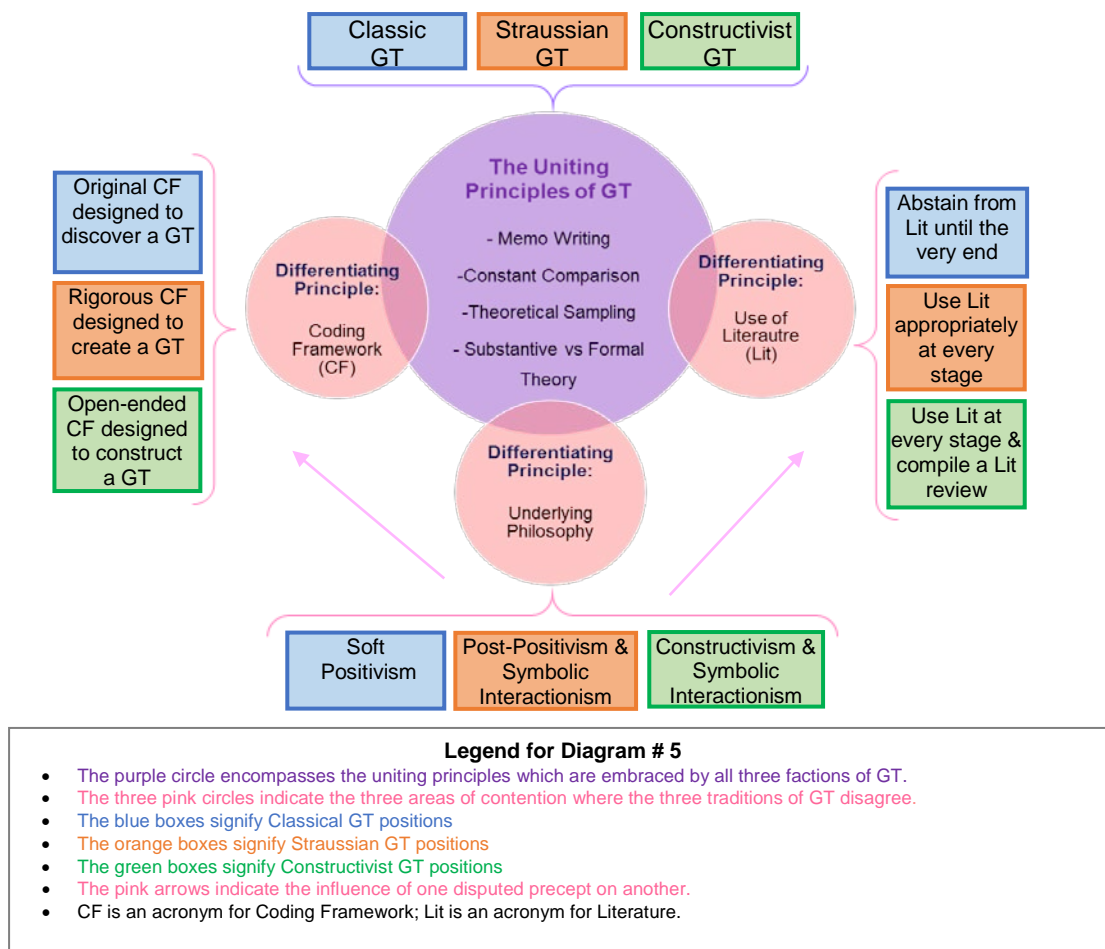 Classic
GT
Straussian
GT
Constructivist
GT
The Uniting
Principles of GT
- Memo Writing
-Constant Comparison
-Theoretical Sampling
- Substantive vs Formal
Theory
Original CF
designed to
discover a GT
Rigorous CF
designed to
create a GT
Open-ended
CF designed
to construct
a GT
Differentiating
Principle:
Coding
Framework
(CF)
Differentiating
Principle:
Use of
Literautre
(Lit)
Abstain from
Lit until the
very end
Use Lit
appropriately
at every
stage
Use Lit at
every stage &
compile a Lit
review
Differentiating
Principle:
Underlying
Philosophy
Soft
Positivism
Post-Positivism &
Symbolic
Interactionism
Constructivism &
Symbolic
Interactionism
Legend for Diagram # 5
• The purple circle encompasses the uniting principles which are embraced by all three factions of GT.
• The three pink circles indicate the three areas of contention where the three traditions of GT disagree.
• The blue boxes signify Classical GT positions
• The orange boxes signify Straussian GT positions
• The green boxes signify Constructivist GT positions
• The pink arrows indicate the influence of one disputed precept on another.
• CF is an acronym for Coding Framework; Lit is an acronym for Literature.